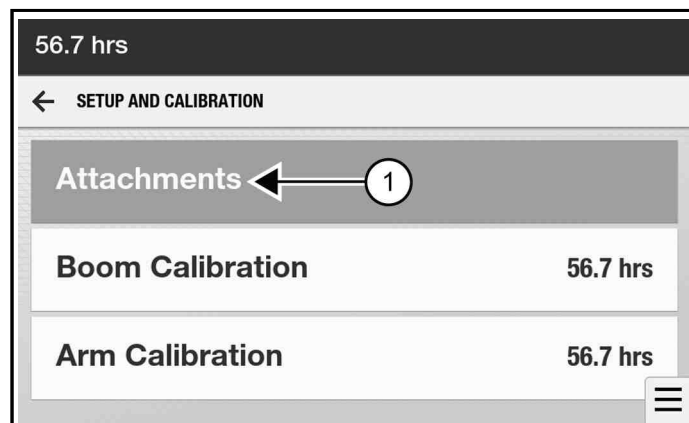 56.7 hrs
SETUP AND CALIBRATION
Attachments 1
Boom Calibration 56.7 hrs
Arm Calibration 56.7 hrs